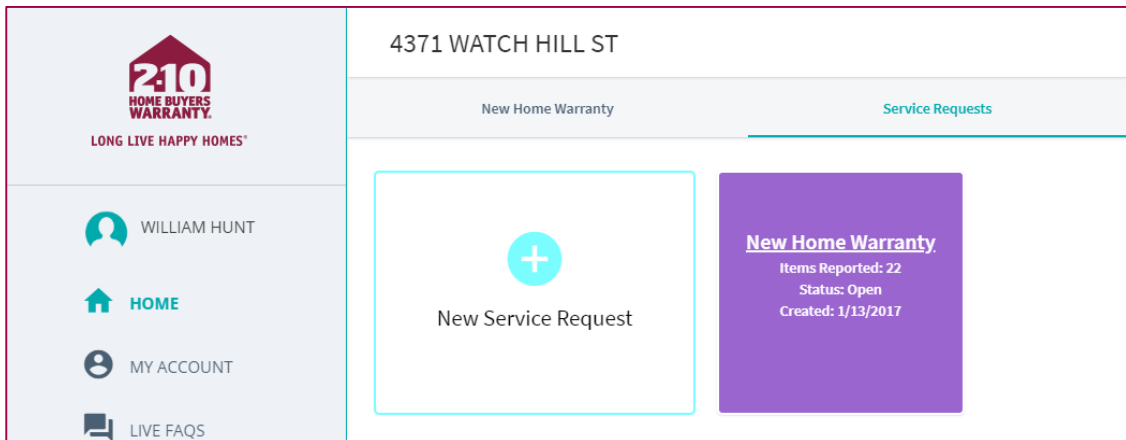 2-10
HOME BUYERS
WARRANTY.
LONG LIVE HAPPY HOMES®
WILLIAM HUNT
HOME
MY ACCOUNT
LIVE FAQS
4371 WATCH HILL ST
New Home Warranty
Service Requests
New Service Request
New Home Warranty
Items Reported: 22
Status: Open
Created: 1/13/2017